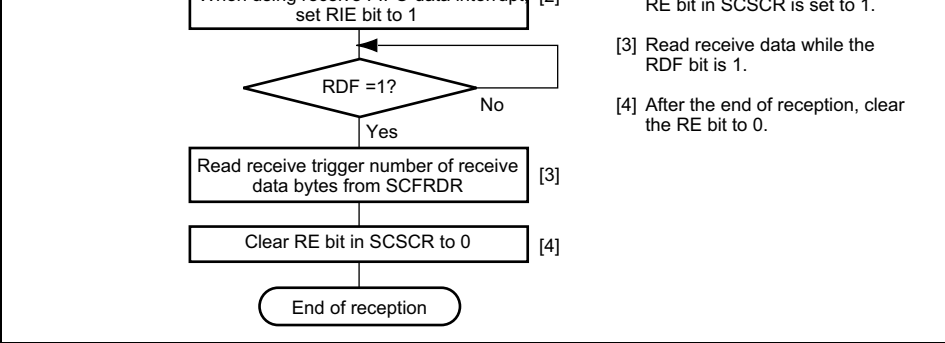 set RIE bit to 1
RE bit in SCSCR is set to 1.
[3] Read receive data while the
RDF bit is 1.
RDF =1?
No
[4] After the end of reception, clear
the RE bit to 0.
Yes
Read receive trigger number of receive
data bytes from SCFRDR
[3]
Clear RE bit in SCSCR to 0
[4]
End of reception